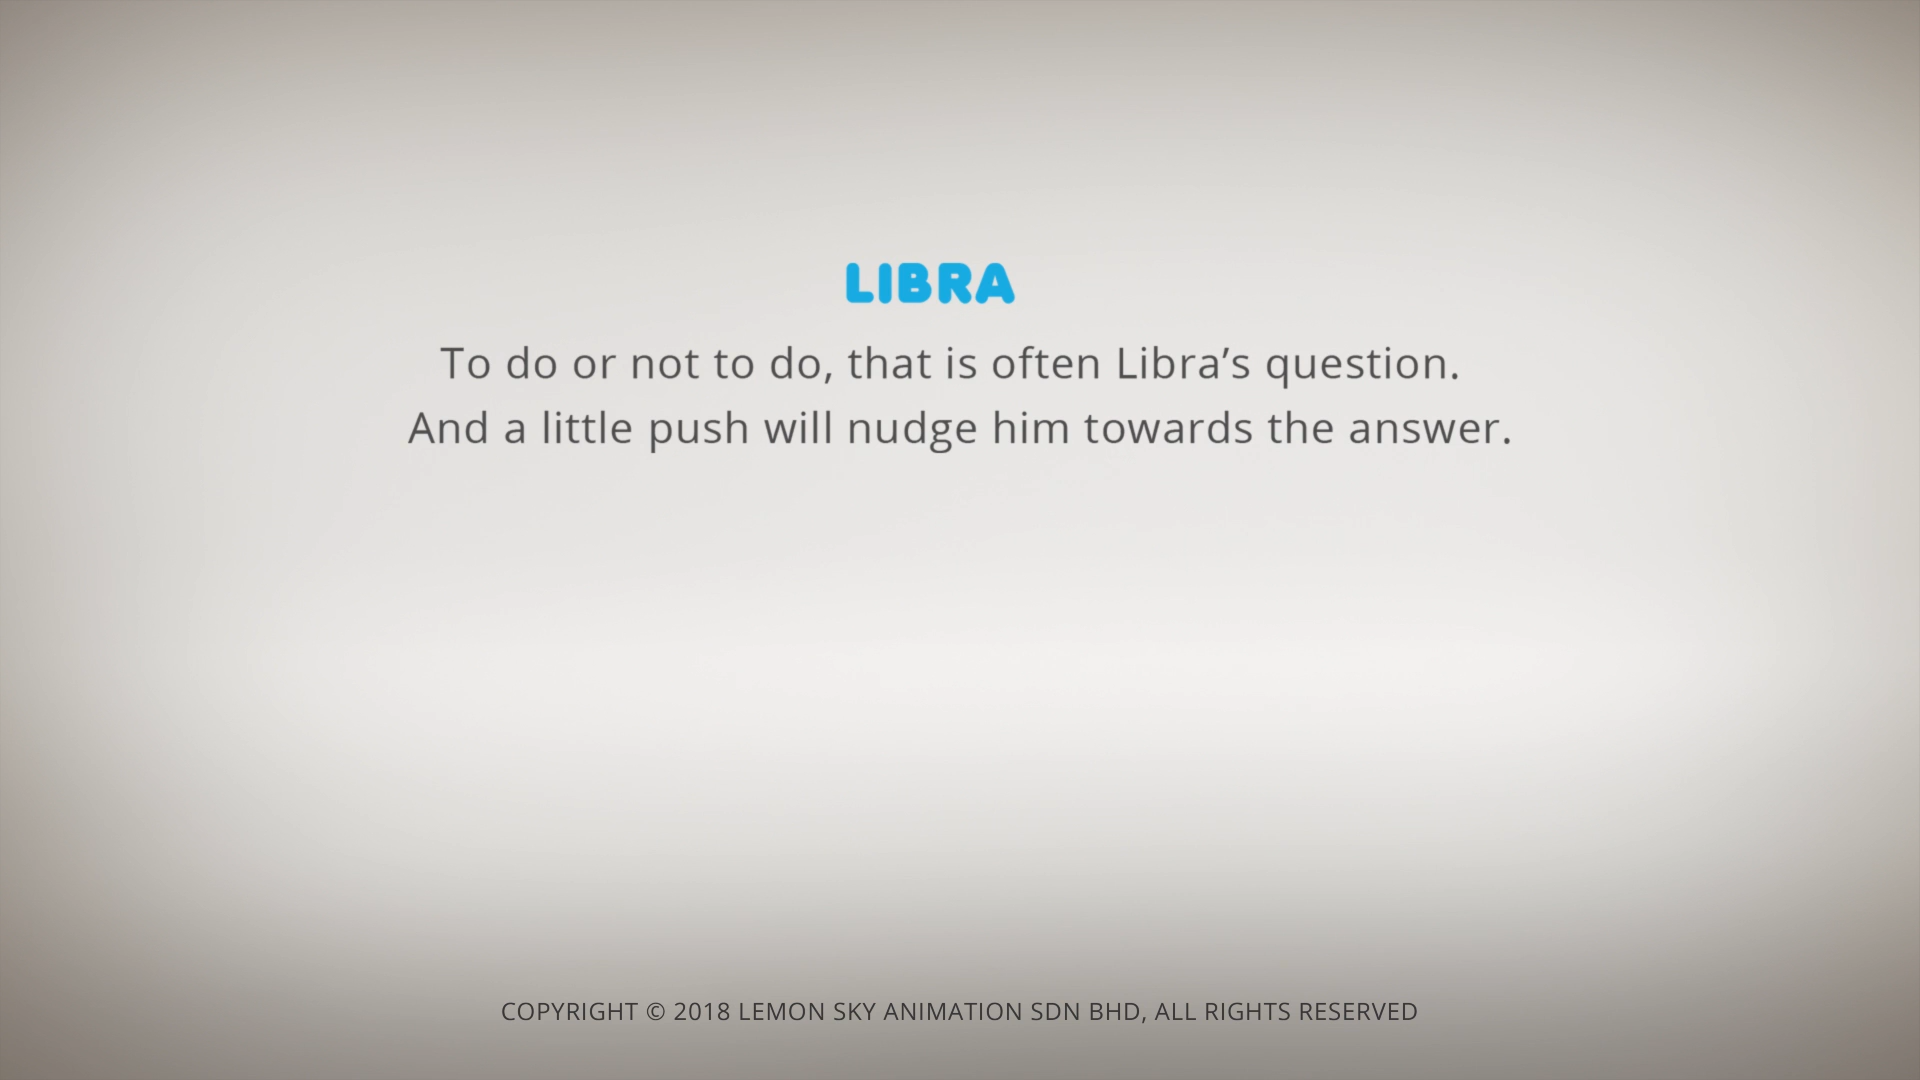 LIBRA
To do or not to do, that is often Libra’s question.
And a little push will nudge him towards the answer.
COPYRIGHT © 2018 LEMON SKY ANIMATION SDN BHD, ALL RIGHTS RESERVED